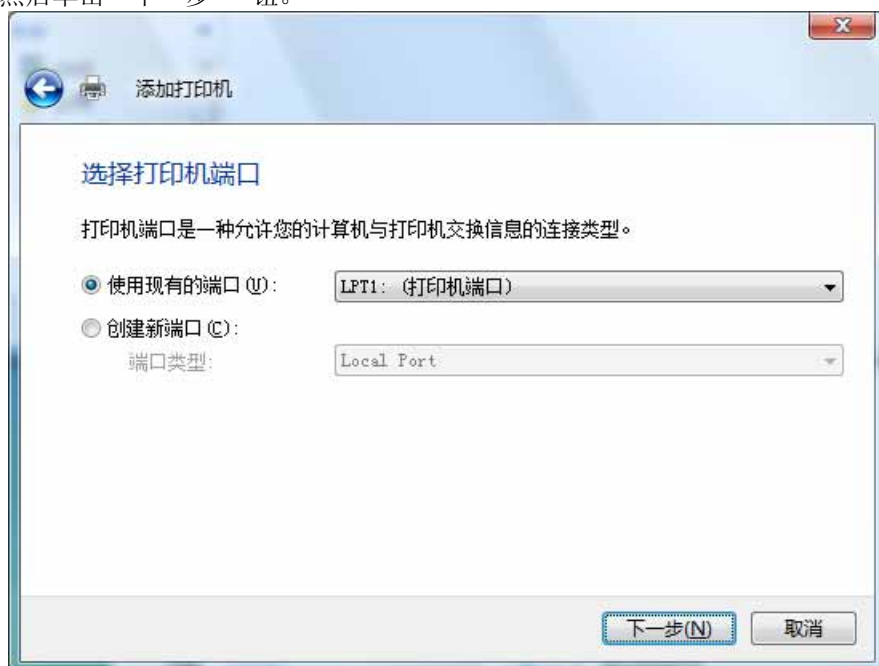 添加打印机
选择打印机端口
打印机端口是一种允许您的计算机与打印机交换信息的连接类型。
使用现有的端口(U): LPT1: (打印机端口)
创建新端口(C):
端口类型: Local Port
下一步(N) 取消